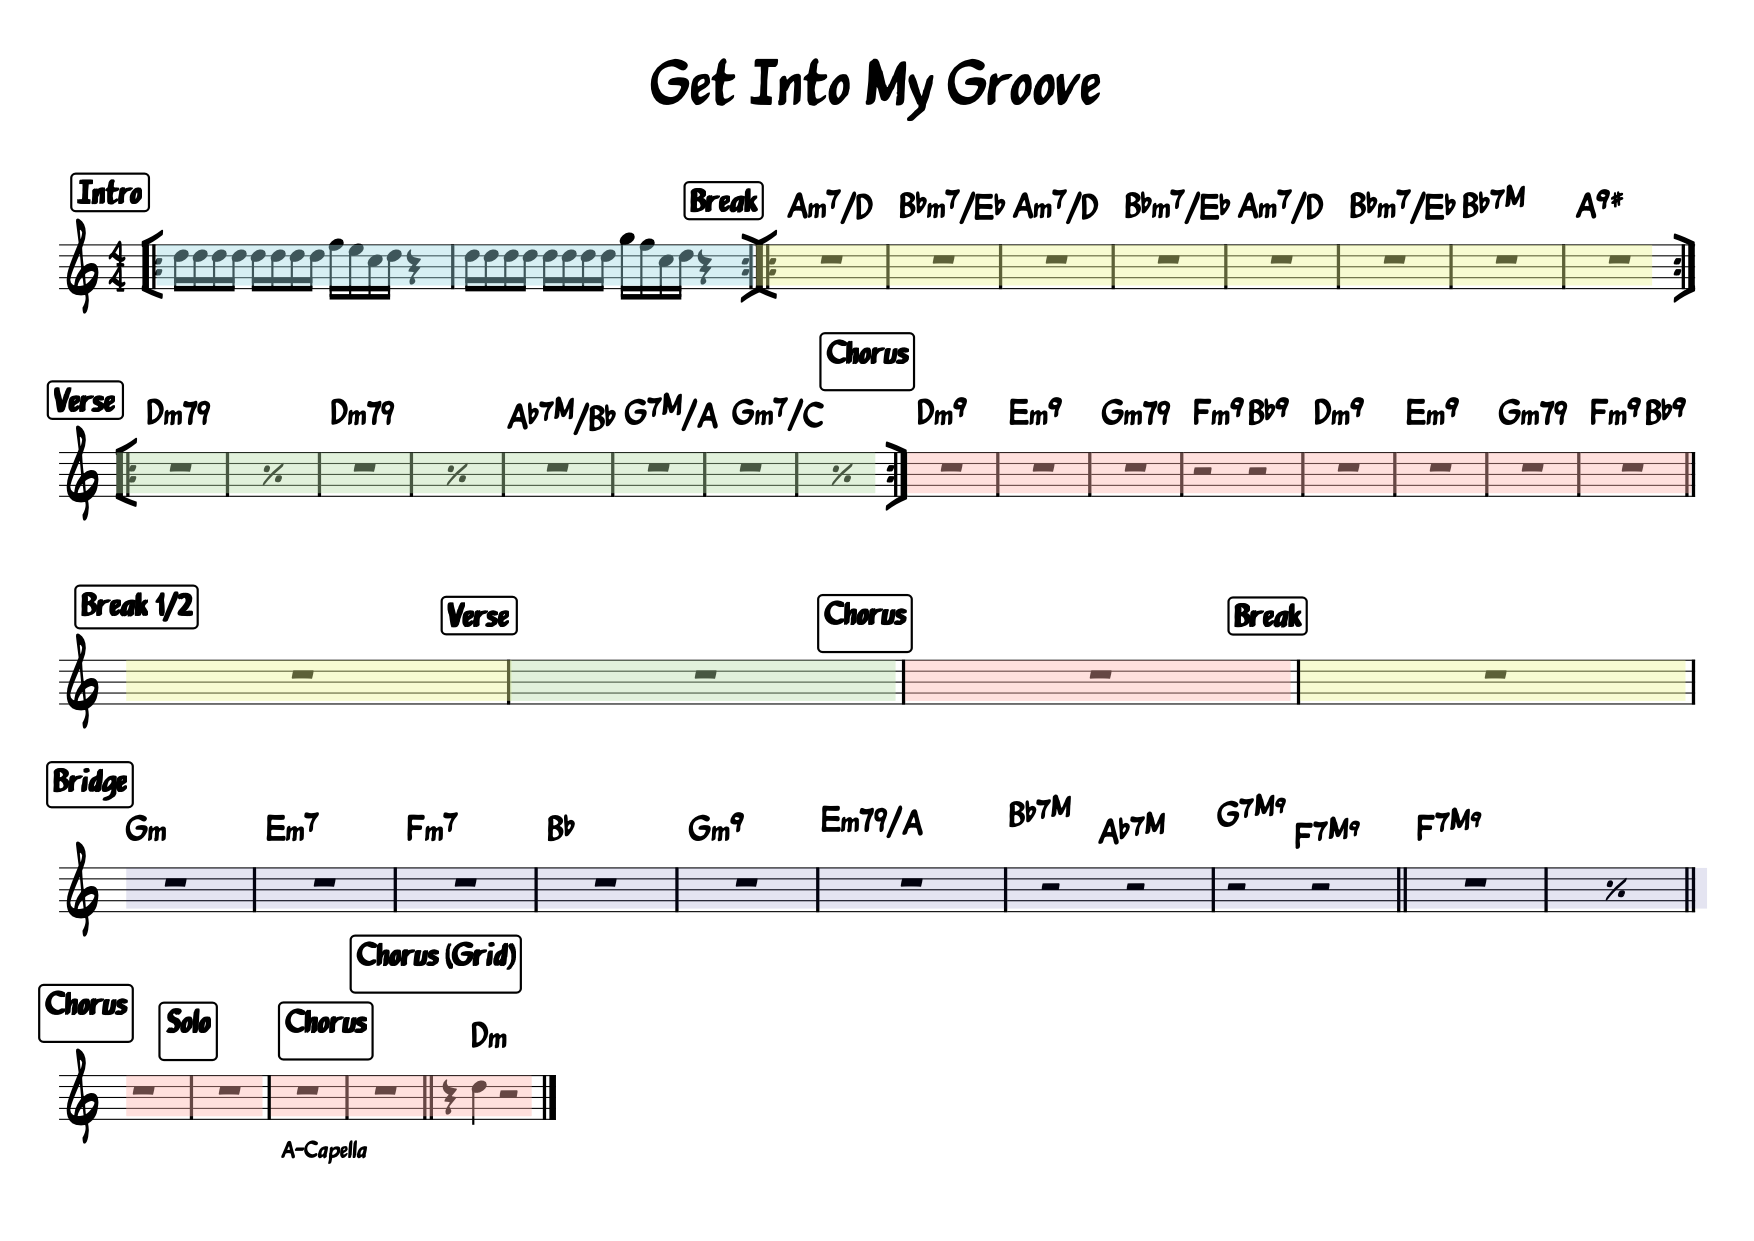 Get Into My Groove
Intro
Break Am7/D Bbm7/Eb Am7/D Bbm7/Eb Am7/D Bbm7/Eb Bb7M A9#
4
4
Chorus
Verse Dm79 Dm79 Ab7M/Bb G7M/A Gm7/C Dm9 Em9 Gm79 Fm9 Bb9 Dm9 Em9 Gm79 Fm9 Bb9
Break 1/2 Verse Chorus Break
Bridge
Gm Em7 Fm7 Bb Gm9 Em79/A Bb7M Ab7M G7M9 F7M9 F7M9
Chorus (Grid)
Chorus Solo Chorus Dm
A-Capella